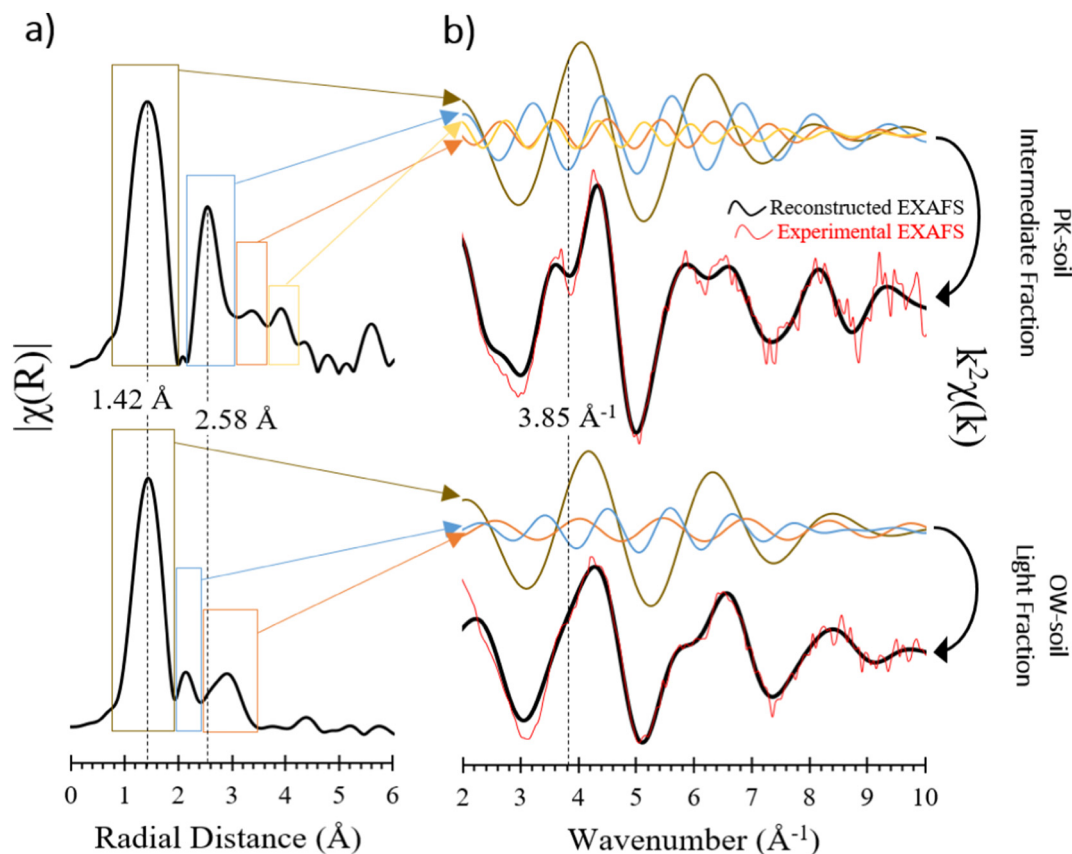 a)
b)
Reconstructed EXAFS
Experimental EXAFS
PK-soil
Intermediate Fraction
|χ(R)|
1.42 Å
2.58 Å
3.85 Å⁻¹
k²χ(k)
OW-soil
Light Fraction
0 1 2 3 4 5 6
2 3 4 5 6 7 8 9 10
Radial Distance (Å)
Wavenumber (Å⁻¹)